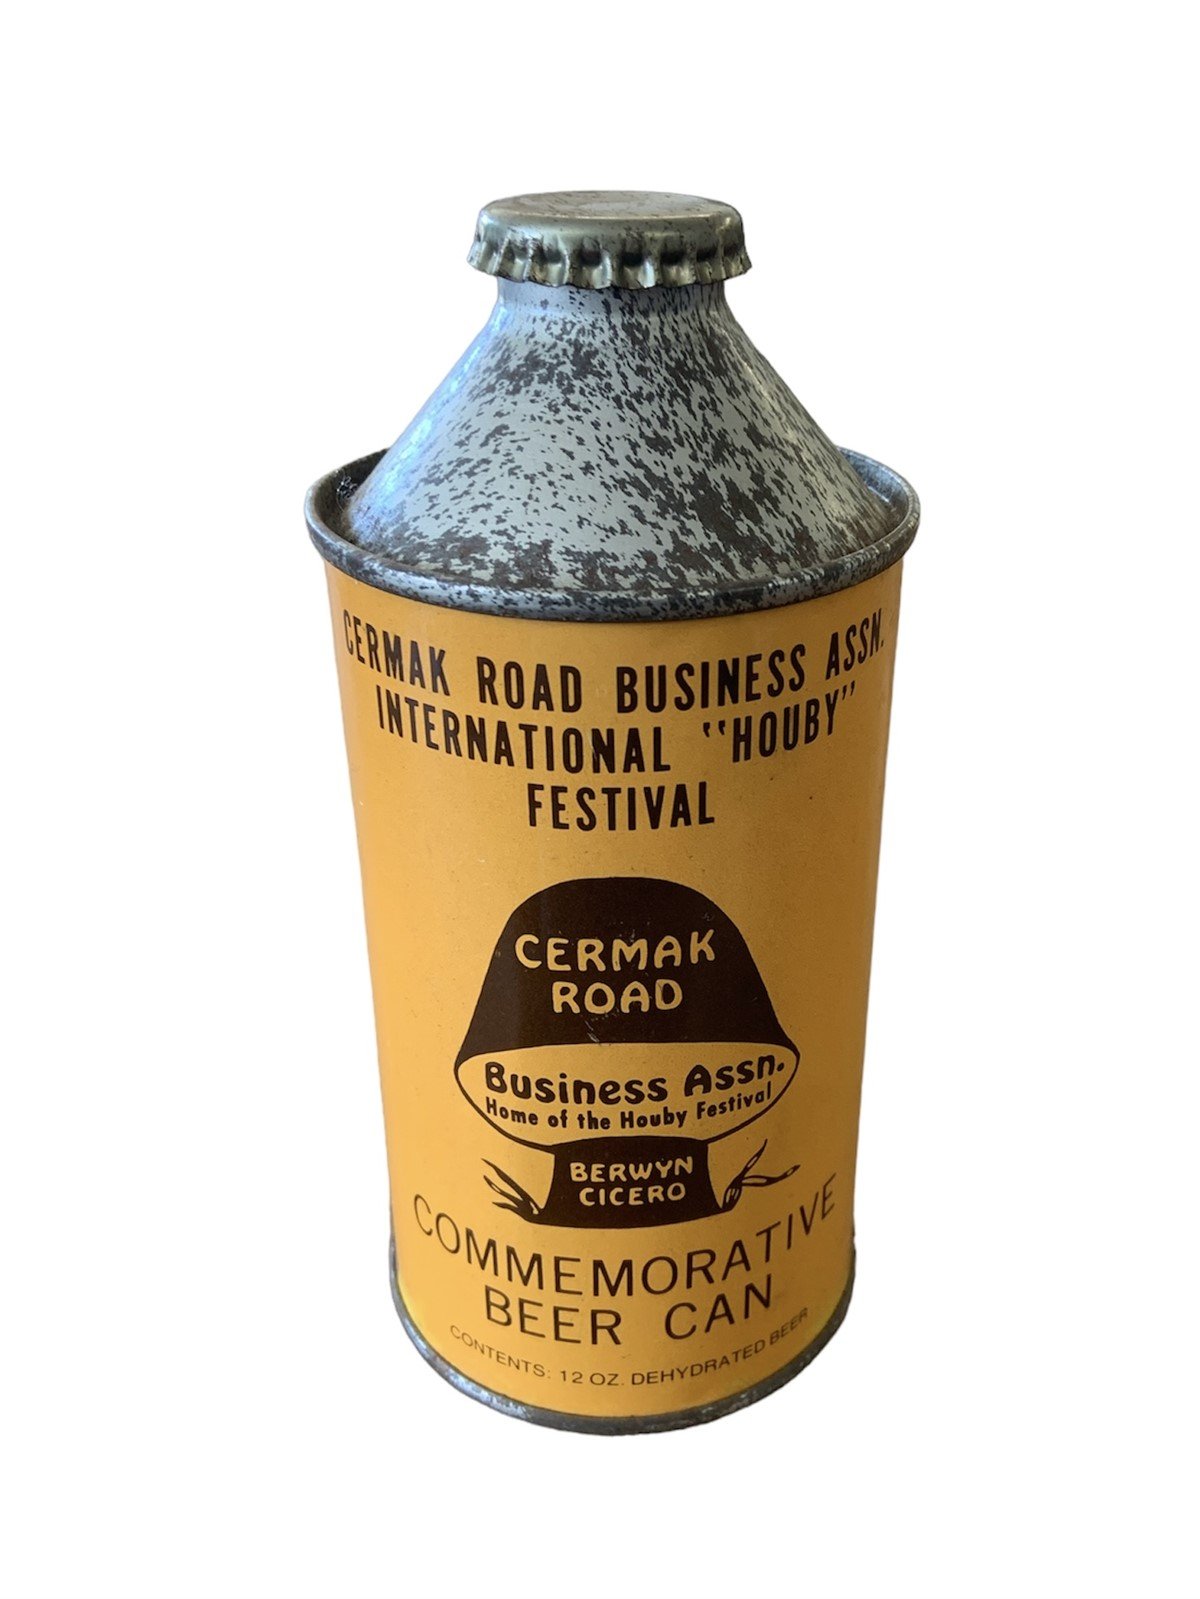 CERMAK ROAD BUSINESS ASSN.
INTERNATIONAL "HOUBY"
FESTIVAL
CERMAK
ROAD
Business Assn.
Home of the Houby Festival
BERWYN
CICERO
COMMEMORATIVE
BEER CAN
CONTENTS: 12 OZ. DEHYDRATED BEER